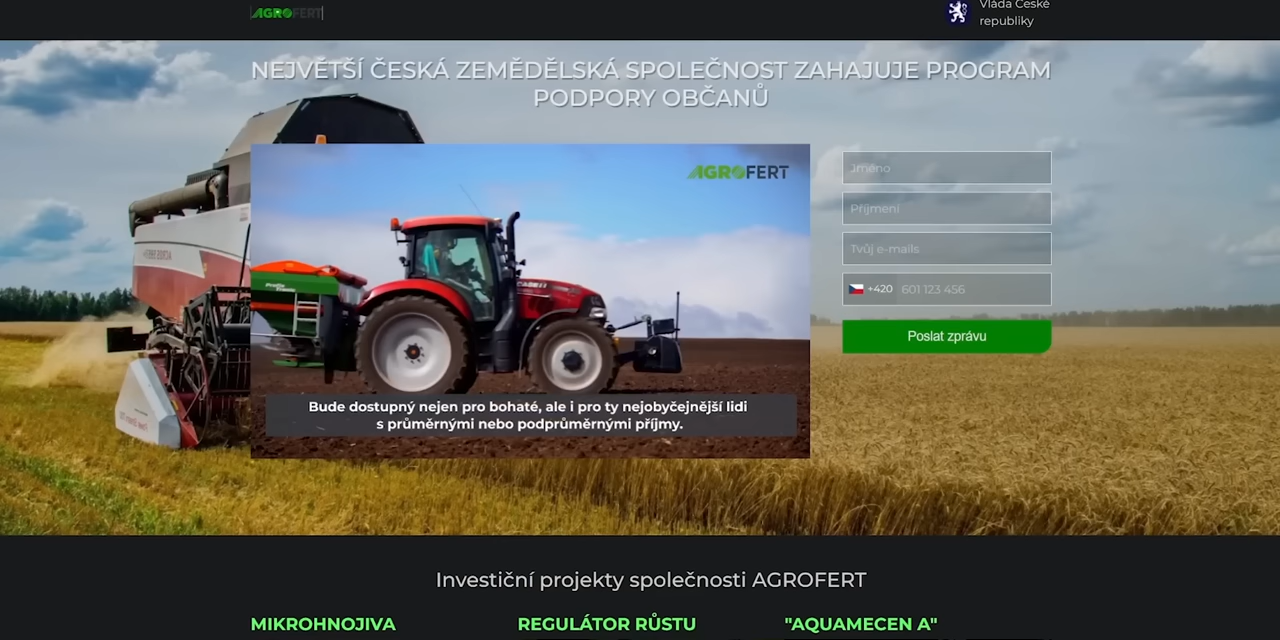 AGROFERT
Vláda České
republiky
NEJVĚTŠÍ ČESKÁ ZEMĚDĚLSKÁ SPOLEČNOST ZAHAJUJE PROGRAM
PODPORY OBČANŮ
AGROFERT
Jméno
Příjmení
Tvůj e-mails
+420 601 123 456
Poslat zprávu
CASE IH
Bude dostupný nejen pro bohaté, ale i pro ty nejobyčejnější lidi
s průměrnými nebo podprůměrnými příjmy.
Investiční projekty společnosti AGROFERT
MIKROHNOJIVA
REGULÁTOR RŮSTU
"AQUAMECEN A"